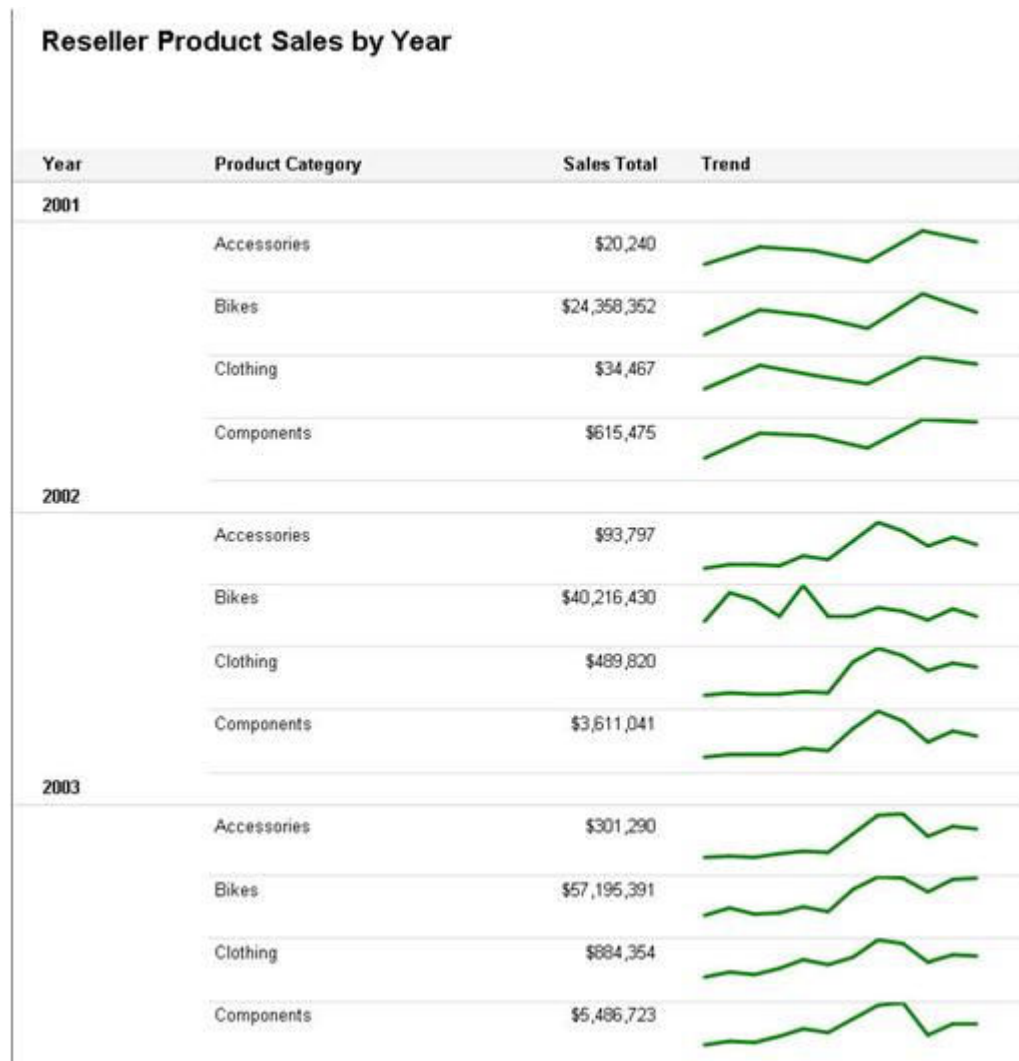 Reseller Product Sales by Year
Year Product Category Sales Total Trend
2001
Accessories $20,240
Bikes $24,358,352
Clothing $34,467
Components $615,475
2002
Accessories $93,797
Bikes $40,216,430
Clothing $489,820
Components $3,611,041
2003
Accessories $301,290
Bikes $57,195,391
Clothing $884,354
Components $5,486,723